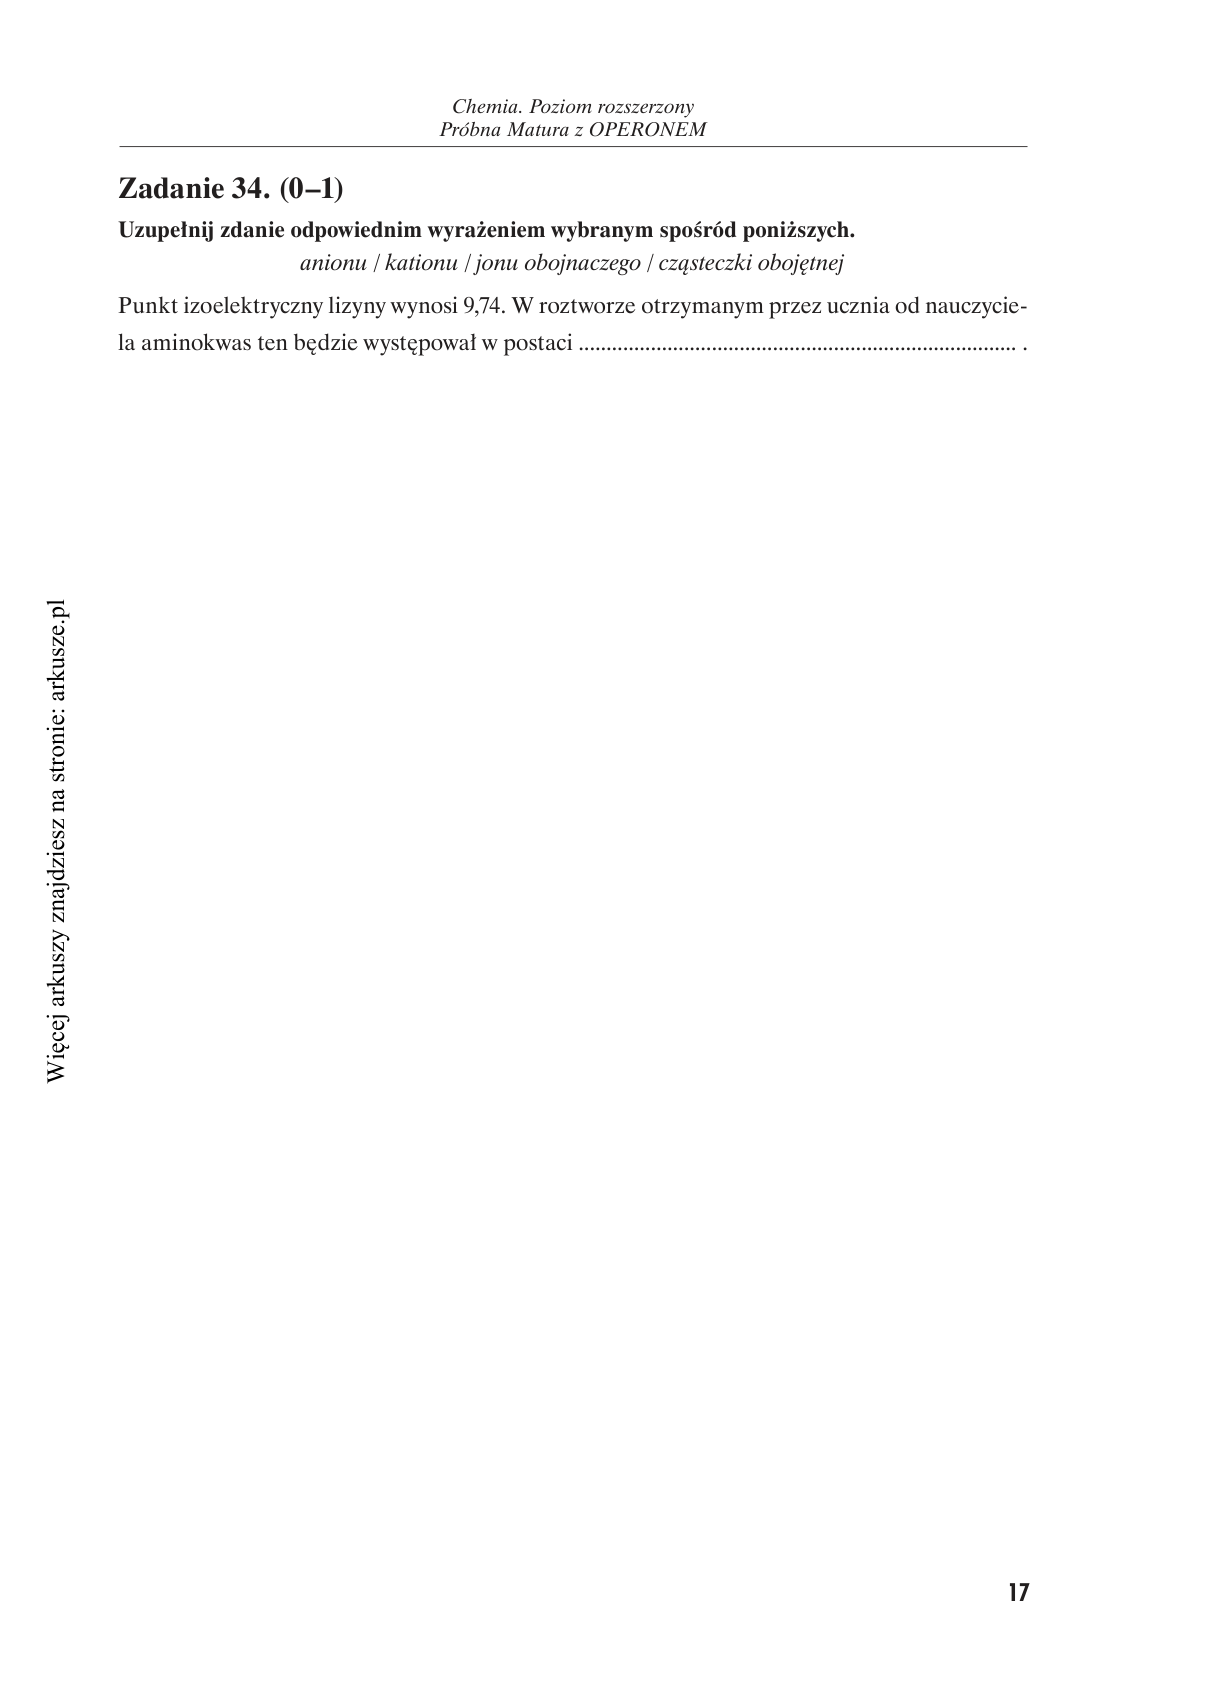 Chemia. Poziom rozszerzony
Próbna Matura z OPERONEM
Zadanie 34. (0–1)
Uzupełnij zdanie odpowiednim wyrażeniem wybranym spośród poniższych.
anionu / kationu / jonu obojnaczego / cząsteczki obojętnej
Punkt izoelektryczny lizyny wynosi 9,74. W roztworze otrzymanym przez ucznia od nauczycie-
la aminokwas ten będzie występował w postaci ............................................................................... .
Więcej arkuszy znajdziesz na stronie: arkusze.pl
17